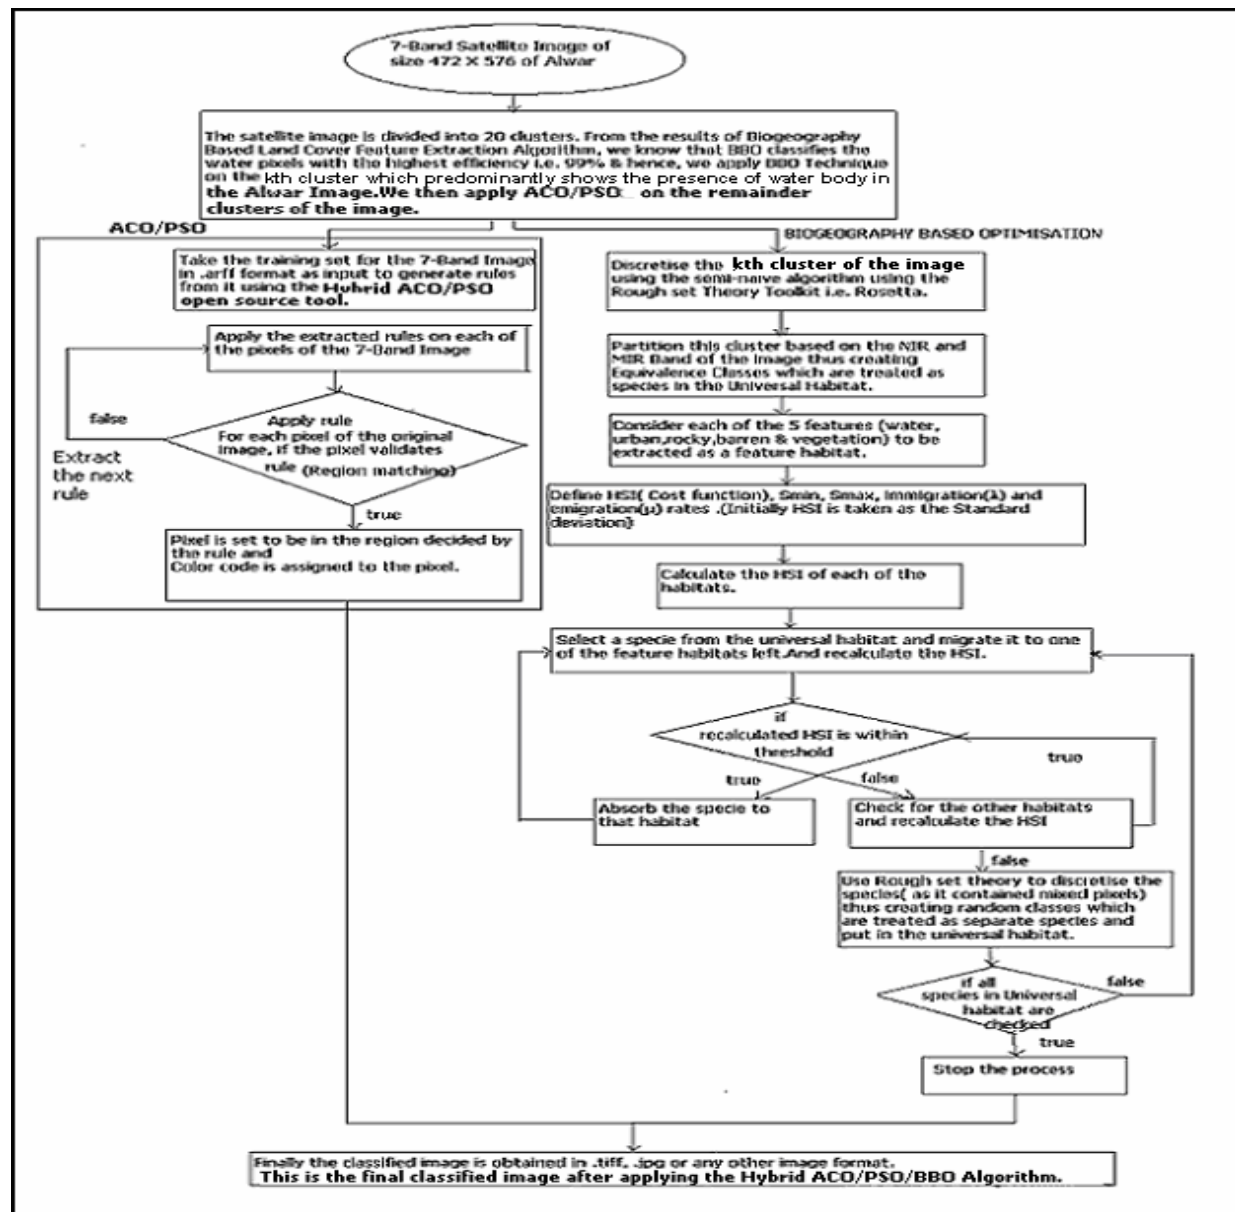 7-Band Satellite Image of
size 472 X 576 of Alwar
The satellite image is divided into 20 clusters. From the results of Biogeography
Based Land Cover Feature Extraction Algorithm, we know that BBO classifies the
water pixels with the highest efficiency i.e. 99% & hence, we apply BBO Technique
on the kth cluster which predominantly shows the presence of water body in
the Alwar Image.We then apply ACO/PSO on the remainder
clusters of the image.
ACO/PSO
Take the training set for the 7-Band Image
in .arff format as input to generate rules
from it using the Hybrid ACO/PSO
open source tool.
Apply the extracted rules on each of
the pixels of the 7-Band Image
false
Extract
the next
rule
Apply rule
For each pixel of the original
image, if the pixel validates
rule (Region matching)
true
Pixel is set to be in the region decided by
the rule and
Color code is assigned to the pixel.
BIOGEOGRAPHY BASED OPTIMISATION
Discretise the kth cluster of the image
using the semi-naive algorithm using the
Rough set Theory Toolkit i.e. Rosetta.
Partition this cluster based on the NIR and
MIR Band of the Image thus creating
Equivalence Classes which are treated as
species in the Universal Habitat.
Consider each of the 5 features (water,
urban,rocky,barren & vegetation) to be
extracted as a feature habitat.
Define HSI( Cost function), Smin, Smax, immigration(λ) and
emigration(μ) rates .(Initially HSI is taken as the Standard
deviation)
Calculate the HSI of each of the
habitats.
Select a specie from the universal habitat and migrate it to one
of the feature habitats left.And recalculate the HSI.
if
recalculated HSI is within
threshold
true
false
true
Absorb the specie to
that habitat
Check for the other habitats
and recalculate the HSI
false
Use Rough set theory to discretise the
species( as it contained mixed pixels)
thus creating random classes which
are treated as separate species and
put in the universal habitat.
if all
species in Universal
habitat are
checked
false
true
Stop the process
Finally the classified image is obtained in .tiff, .jpg or any other image format.
This is the final classified image after applying the Hybrid ACO/PSO/BBO Algorithm.